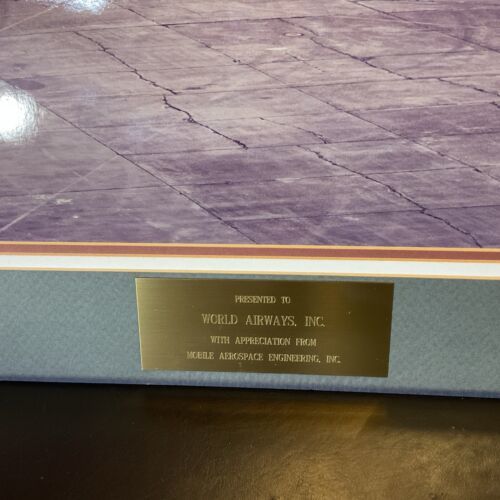 PRESENTED TO
WORLD AIRWAYS, INC.
WITH APPRECIATION FROM
MOBILE AEROSPACE ENGINEERING, INC.